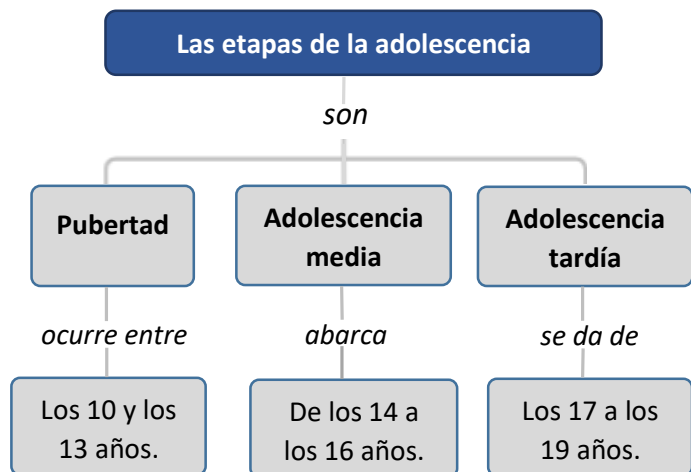 Las etapas de la adolescencia
son
Pubertad
Adolescencia
media
Adolescencia
tardía
ocurre entre
abarca
se da de
Los 10 y los
13 años.
De los 14 a
los 16 años.
Los 17 a los
19 años.